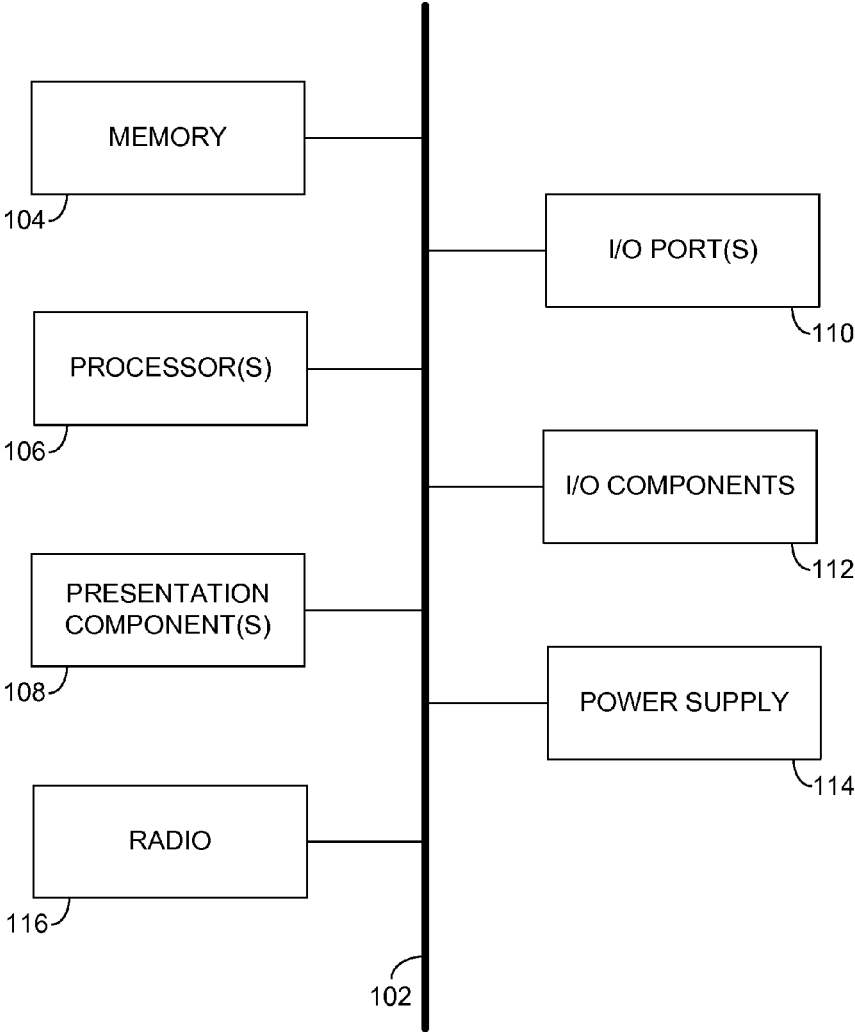 MEMORY
104
I/O PORT(S)
110
PROCESSOR(S)
106
I/O COMPONENTS
112
PRESENTATION
COMPONENT(S)
108
POWER SUPPLY
114
RADIO
116
102